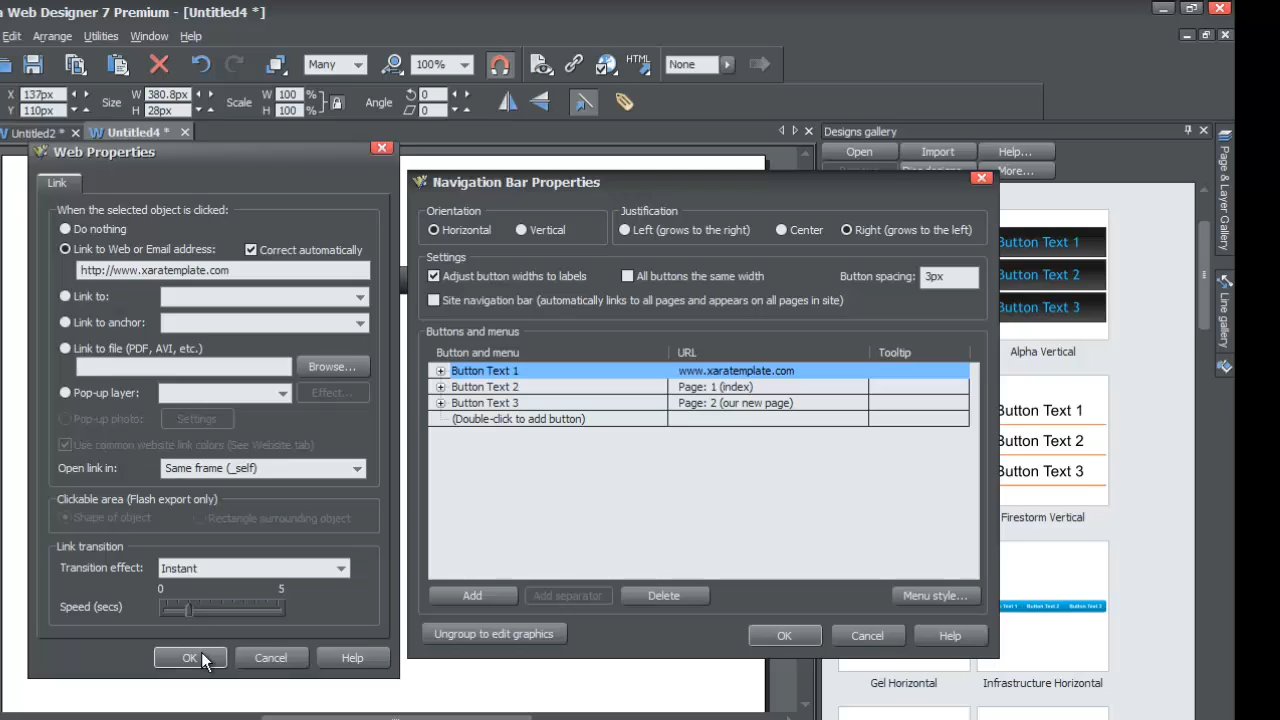 a Web Designer 7 Premium - [Untitled4 *]
Edit Arrange Utilities Window Help
Many 100% HTML None
X 137px W 380.8px W 100 0
Size Scale % Angle
Y 110px H 28px H 100 % 0
Untitled2 * Untitled4 * Designs gallery
Open Import Help...
More...
Web Properties
Link
When the selected object is clicked:
Do nothing
Link to Web or Email address: Correct automatically
http://www.xaratemplate.com
Link to:
Link to anchor:
Link to file (PDF, AVI, etc.)
Browse...
Pop-up layer: Effect...
Pop-up photo: Settings
Use common website link colors (See Website tab)
Open link in: Same frame (_self)
Clickable area (Flash export only)
Shape of object Rectangle surrounding object
Link transition
Transition effect: Instant
0 5
Speed (secs)
OK Cancel Help
Navigation Bar Properties
Orientation Justification
Horizontal Vertical Left (grows to the right) Center Right (grows to the left)
Settings
Adjust button widths to labels All buttons the same width Button spacing: 3px
Site navigation bar (automatically links to all pages and appears on all pages in site)
Buttons and menus
Button and menu URL Tooltip
Button Text 1 www.xaratemplate.com
Button Text 2 Page: 1 (index)
Button Text 3 Page: 2 (our new page)
(Double-click to add button)
Add Add separator Delete Menu style...
Ungroup to edit graphics OK Cancel Help
Button Text 1
Button Text 2
Button Text 3
Alpha Vertical
Button Text 1
Button Text 2
Button Text 3
Firestorm Vertical
Text 1 Button Text 2 Button Text 3
Gel Horizontal Infrastructure Horizontal
Page & Layer Gallery
Line gallery